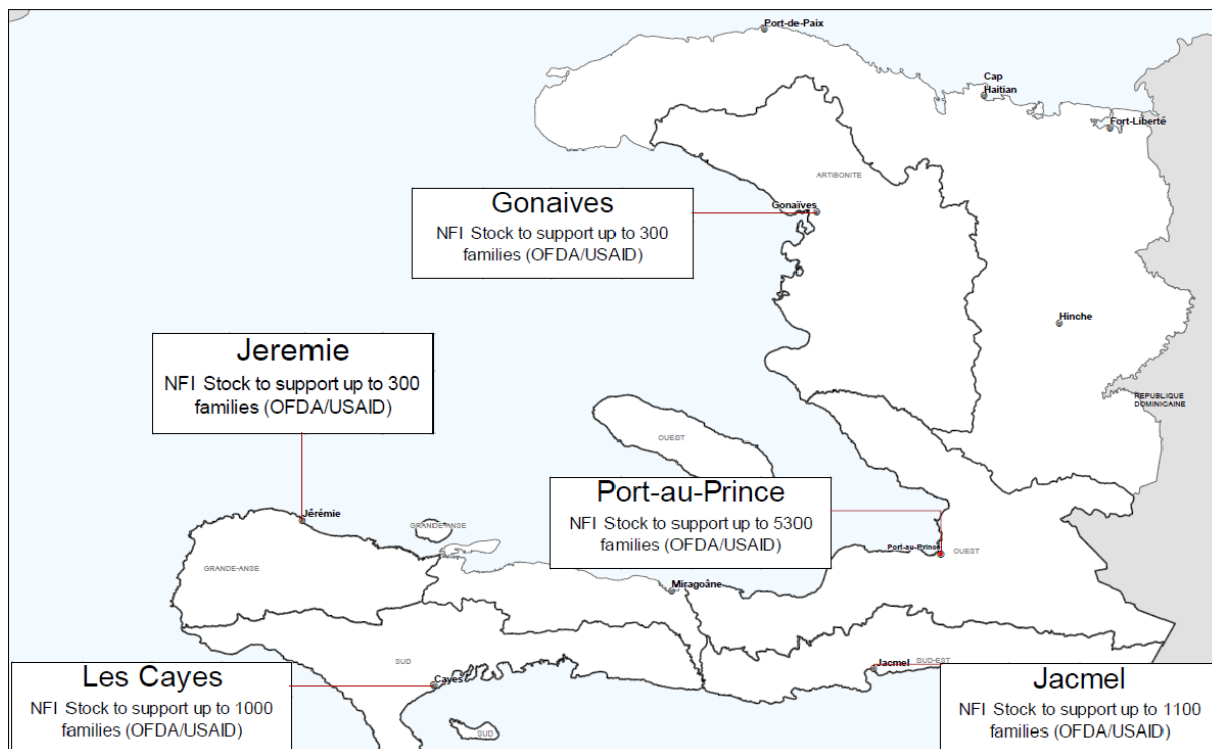 Port-de-Paix
Cap
Haitian
Fort-Liberté
ARTIBONITE
Gonaives
NFI Stock to support up to 300
families (OFDA/USAID)
Gonaïves
Hinche
Jeremie
NFI Stock to support up to 300
families (OFDA/USAID)
REPUBLIQUE
DOMINICAINE
OUEST
Port-au-Prince
NFI Stock to support up to 5300
families (OFDA/USAID)
Jérémie
GRANDE-ANSE
Port-au-Prince
OUEST
GRANDE-ANSE
Miragoâne
SUD
Les Cayes
NFI Stock to support up to 1000
families (OFDA/USAID)
Cayes
Jacmel
SUD-EST
Jacmel
NFI Stock to support up to 1100
families (OFDA/USAID)
SUD